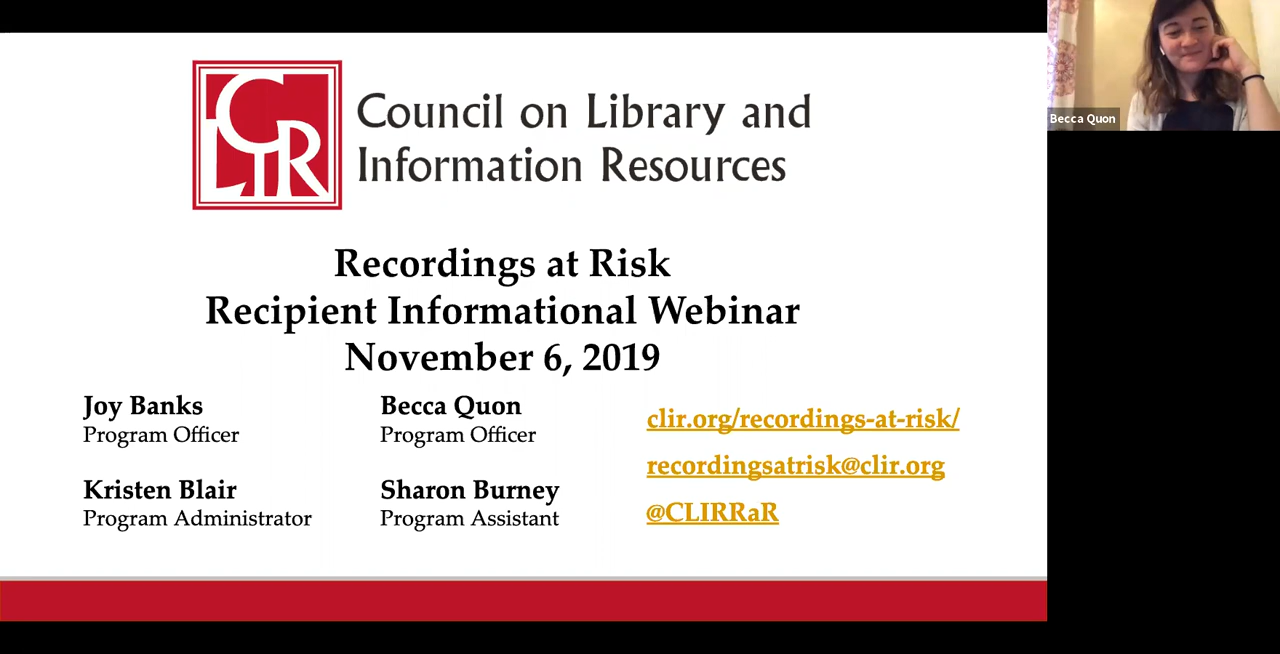 CLIR
Council on Library and
Information Resources
Recordings at Risk
Recipient Informational Webinar
November 6, 2019
Joy Banks
Program Officer
Becca Quon
Program Officer
Kristen Blair
Program Administrator
Sharon Burney
Program Assistant
clir.org/recordings-at-risk/
recordingsatrisk@clir.org
@CLIRRaR
Becca Quon